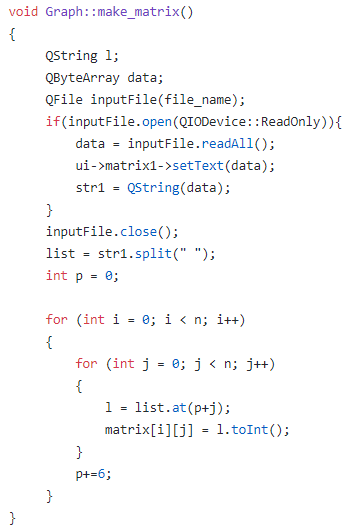 void Graph::make_matrix()
{
    QString l;
    QByteArray data;
    QFile inputFile(file_name);
    if(inputFile.open(QIODevice::ReadOnly)){
        data = inputFile.readAll();
        ui->matrix1->setText(data);
        str1 = QString(data);
    }
    inputFile.close();
    list = str1.split(" ");
    int p = 0;

    for (int i = 0; i < n; i++)
    {
        for (int j = 0; j < n; j++)
        {
            l = list.at(p+j);
            matrix[i][j] = l.toInt();
        }
        p+=6;
    }
}